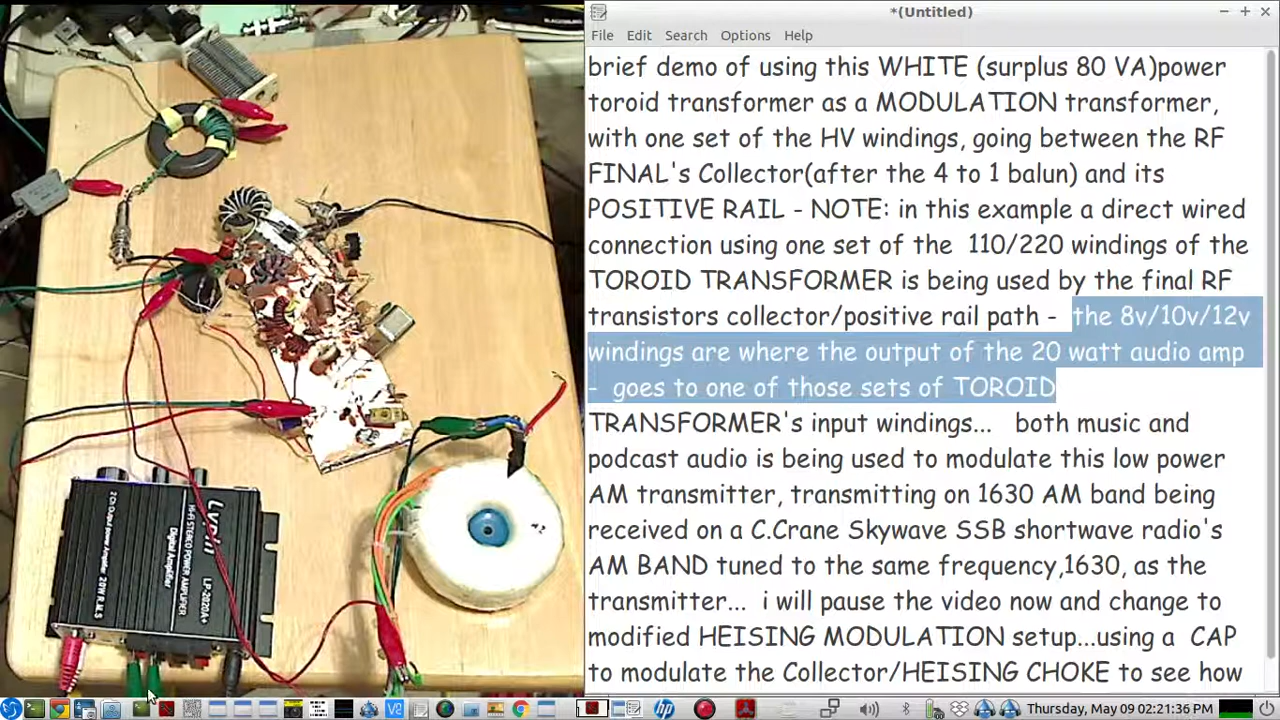 *(Untitled)
File Edit Search Options Help
brief demo of using this WHITE (surplus 80 VA)power
toroid transformer as a MODULATION transformer,
with one set of the HV windings, going between the RF
FINAL's Collector(after the 4 to 1 balun) and its
POSITIVE RAIL - NOTE: in this example a direct wired
connection using one set of the  110/220 windings of the
TOROID TRANSFORMER is being used by the final RF
transistors collector/positive rail path -  the 8v/10v/12v
windings are where the output of the 20 watt audio amp
-  goes to one of those sets of TOROID
TRANSFORMER's input windings...   both music and
podcast audio is being used to modulate this low power
AM transmitter, transmitting on 1630 AM band being
received on a C.Crane Skywave SSB shortwave radio's
AM BAND tuned to the same frequency,1630, as the
transmitter...  i will pause the video now and change to
modified HEISING MODULATION setup...using a  CAP
to modulate the Collector/HEISING CHOKE to see how
Lvpin
Hi-Fi STEREO POWER AMPLIFIER
Digital Amplifier
LP-2020A+
20W R.M.S
V2
hp
Thursday, May 09 02:21:36 PM